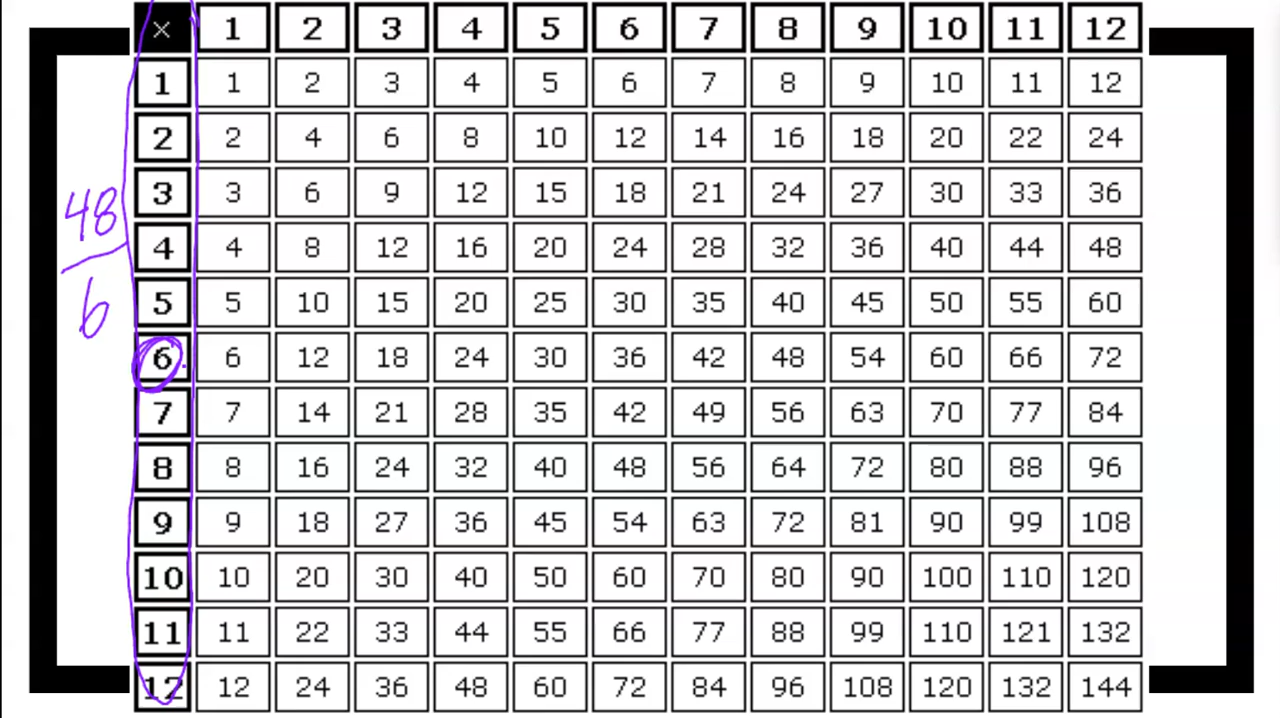 × 1 2 3 4 5 6 7 8 9 10 11 12
1 1 2 3 4 5 6 7 8 9 10 11 12
2 2 4 6 8 10 12 14 16 18 20 22 24
3 3 6 9 12 15 18 21 24 27 30 33 36
48
4 4 8 12 16 20 24 28 32 36 40 44 48
6
5 5 10 15 20 25 30 35 40 45 50 55 60
6 6 12 18 24 30 36 42 48 54 60 66 72
7 7 14 21 28 35 42 49 56 63 70 77 84
8 8 16 24 32 40 48 56 64 72 80 88 96
9 9 18 27 36 45 54 63 72 81 90 99 108
10 10 20 30 40 50 60 70 80 90 100 110 120
11 11 22 33 44 55 66 77 88 99 110 121 132
12 12 24 36 48 60 72 84 96 108 120 132 144